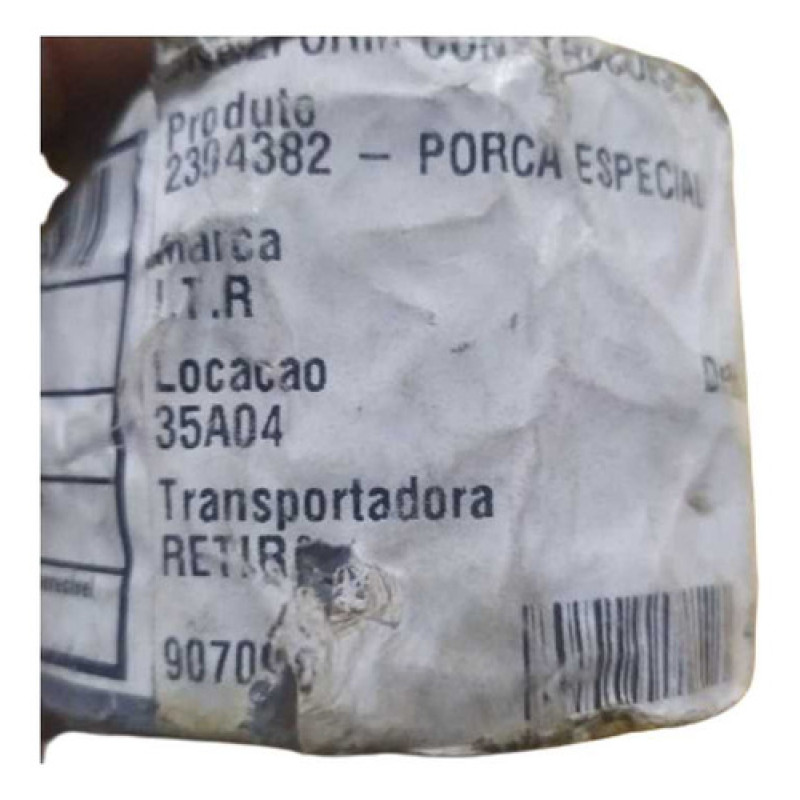 Produto
2394382 - PORCA ESPECIAL
Marca
I.T.R
Locacao
35A04
Transportadora